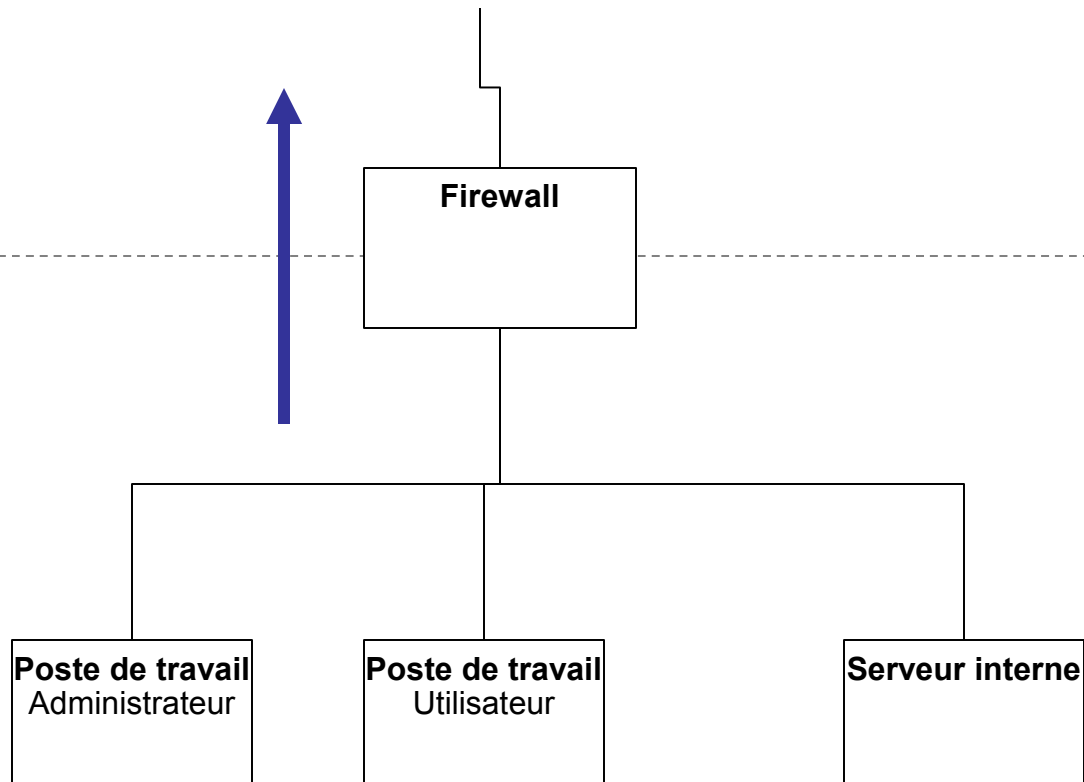 Firewall
Poste de travail
Administrateur
Poste de travail
Utilisateur
Serveur interne